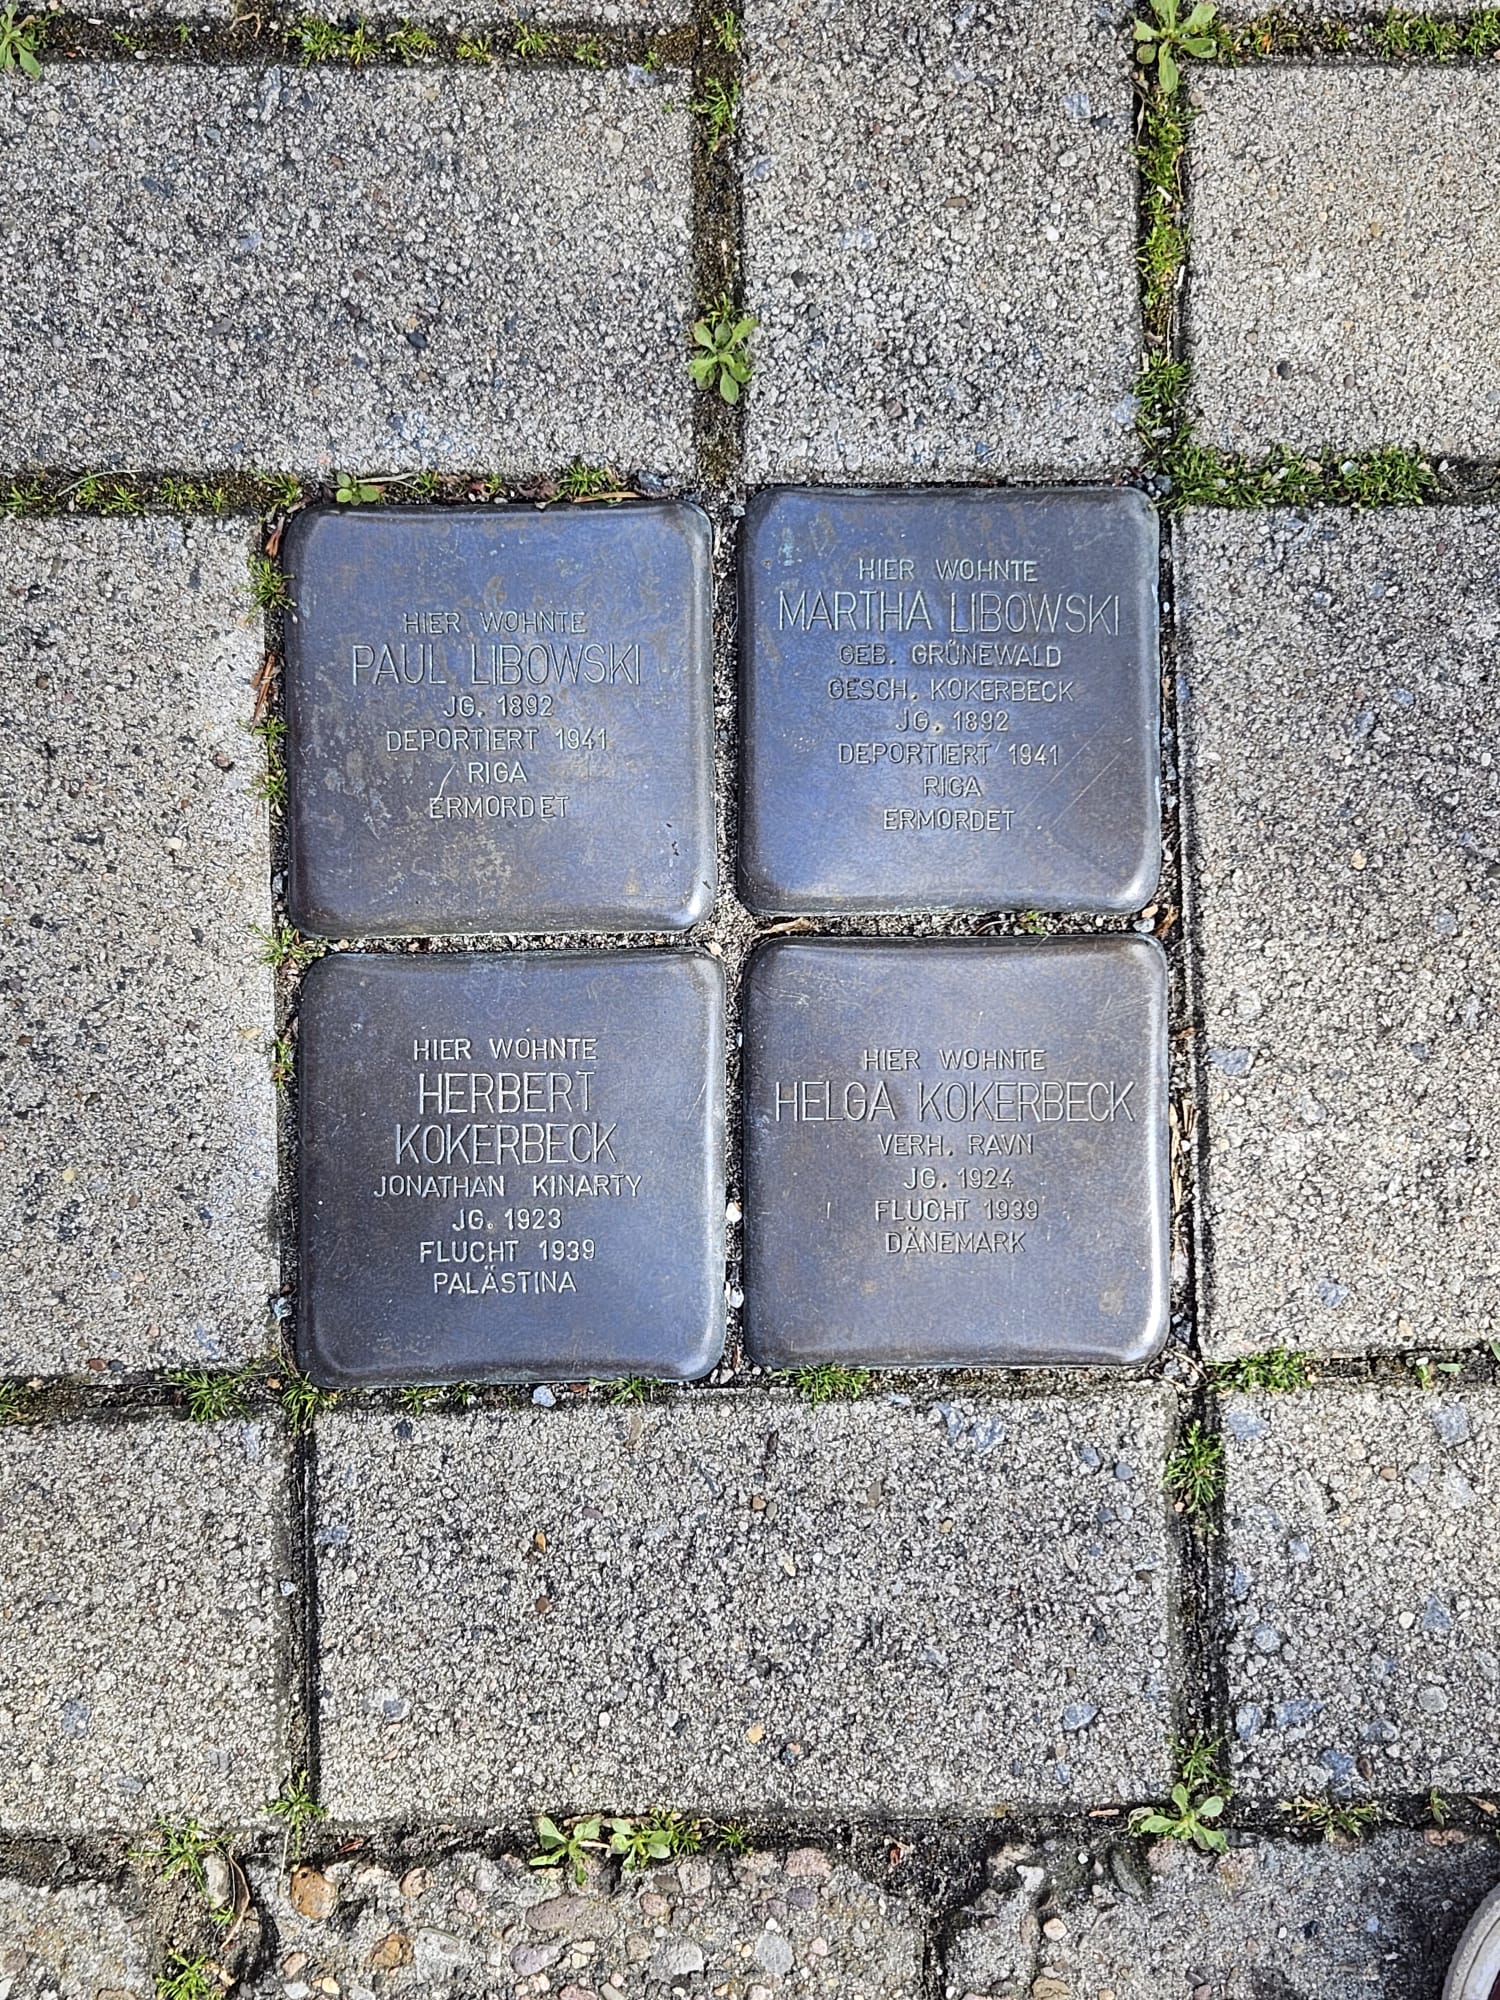 HIER WOHNTE
PAUL LIBOWSKI
JG. 1892
DEPORTIERT 1941
RIGA
ERMORDET
HIER WOHNTE
MARTHA LIBOWSKI
GEB. GRÜNEWALD
GESCH. KOKERBECK
JG. 1892
DEPORTIERT 1941
RIGA
ERMORDET
HIER WOHNTE
HERBERT
KOKERBECK
JONATHAN KINARTY
JG. 1923
FLUCHT 1939
PALÄSTINA
HIER WOHNTE
HELGA KOKERBECK
VERH. RAVN
JG. 1924
FLUCHT 1939
DÄNEMARK